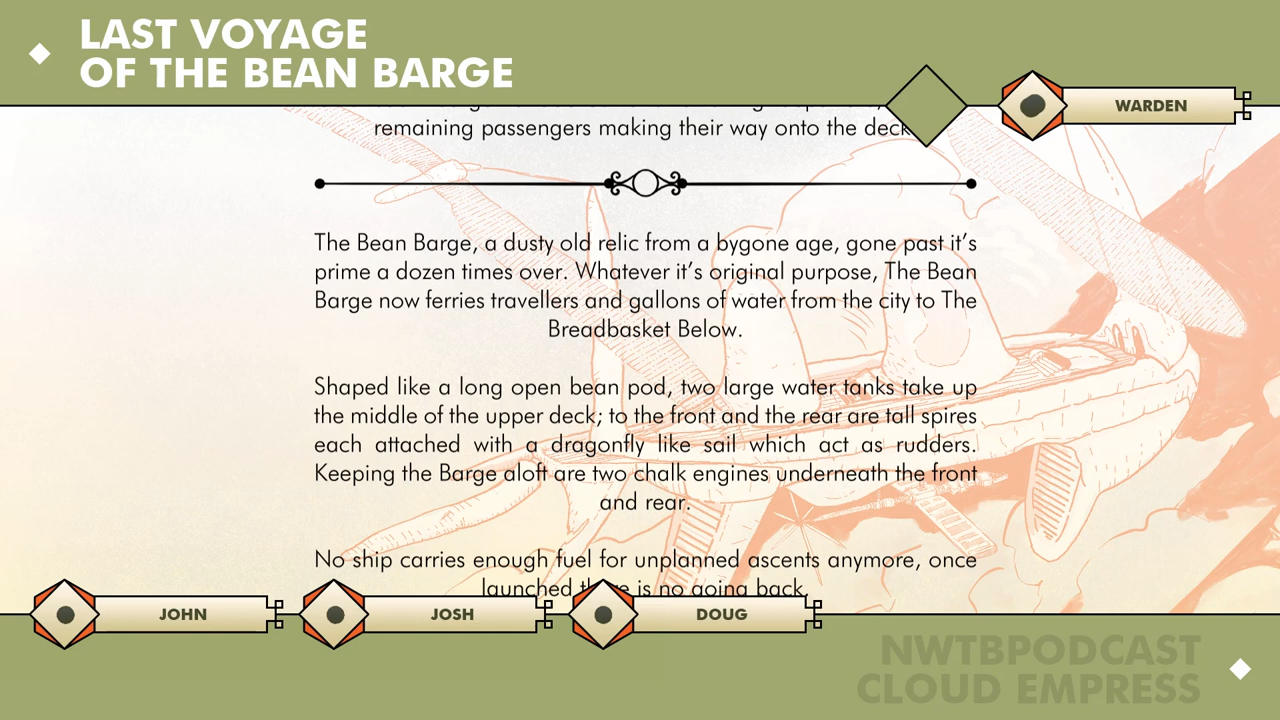 LAST VOYAGE
OF THE BEAN BARGE
WARDEN
remaining passengers making their way onto the deck
The Bean Barge, a dusty old relic from a bygone age, gone past it's
prime a dozen times over. Whatever it's original purpose, The Bean
Barge now ferries travellers and gallons of water from the city to The
Breadbasket Below.
Shaped like a long open bean pod, two large water tanks take up
the middle of the upper deck; to the front and the rear are tall spires
each attached with a dragonfly like sail which act as rudders.
Keeping the Barge aloft are two chalk engines underneath the front
and rear.
No ship carries enough fuel for unplanned ascents anymore, once
launched is no going back.
JOHN
JOSH
DOUG
NWTBPODCAST
CLOUD EMPRESS